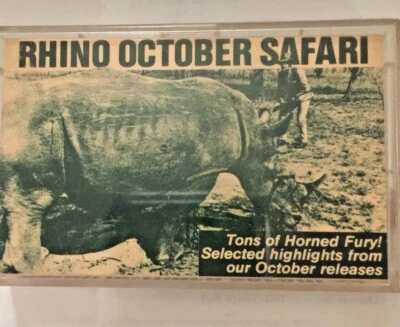 RHINO OCTOBER SAFARI
Tons of Horned Fury!
Selected highlights from
our October releases